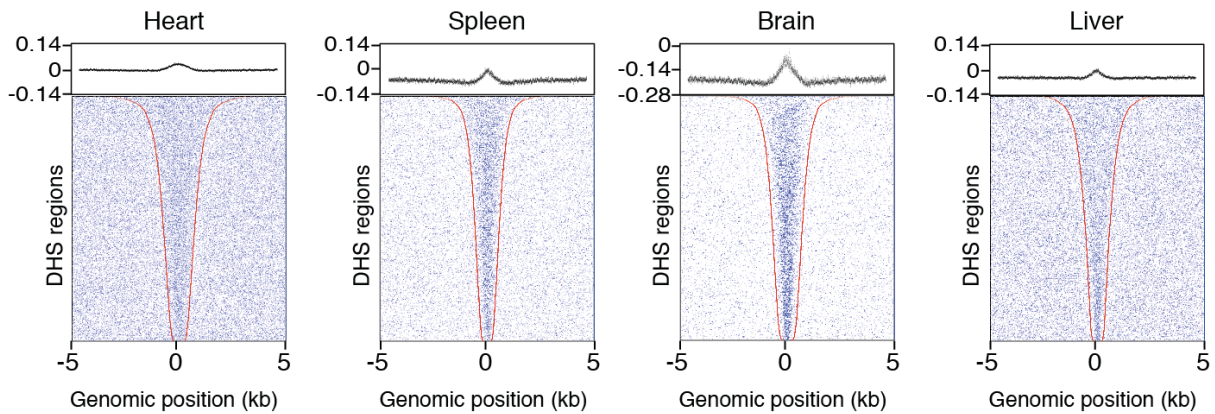 Heart
0.14
0
-0.14
DHS regions
-5
0
5
Genomic position (kb)
Spleen
0.14
0
-0.14
DHS regions
-5
0
5
Genomic position (kb)
Brain
0
-0.14
-0.28
DHS regions
-5
0
5
Genomic position (kb)
Liver
0.14
0
-0.14
DHS regions
-5
0
5
Genomic position (kb)